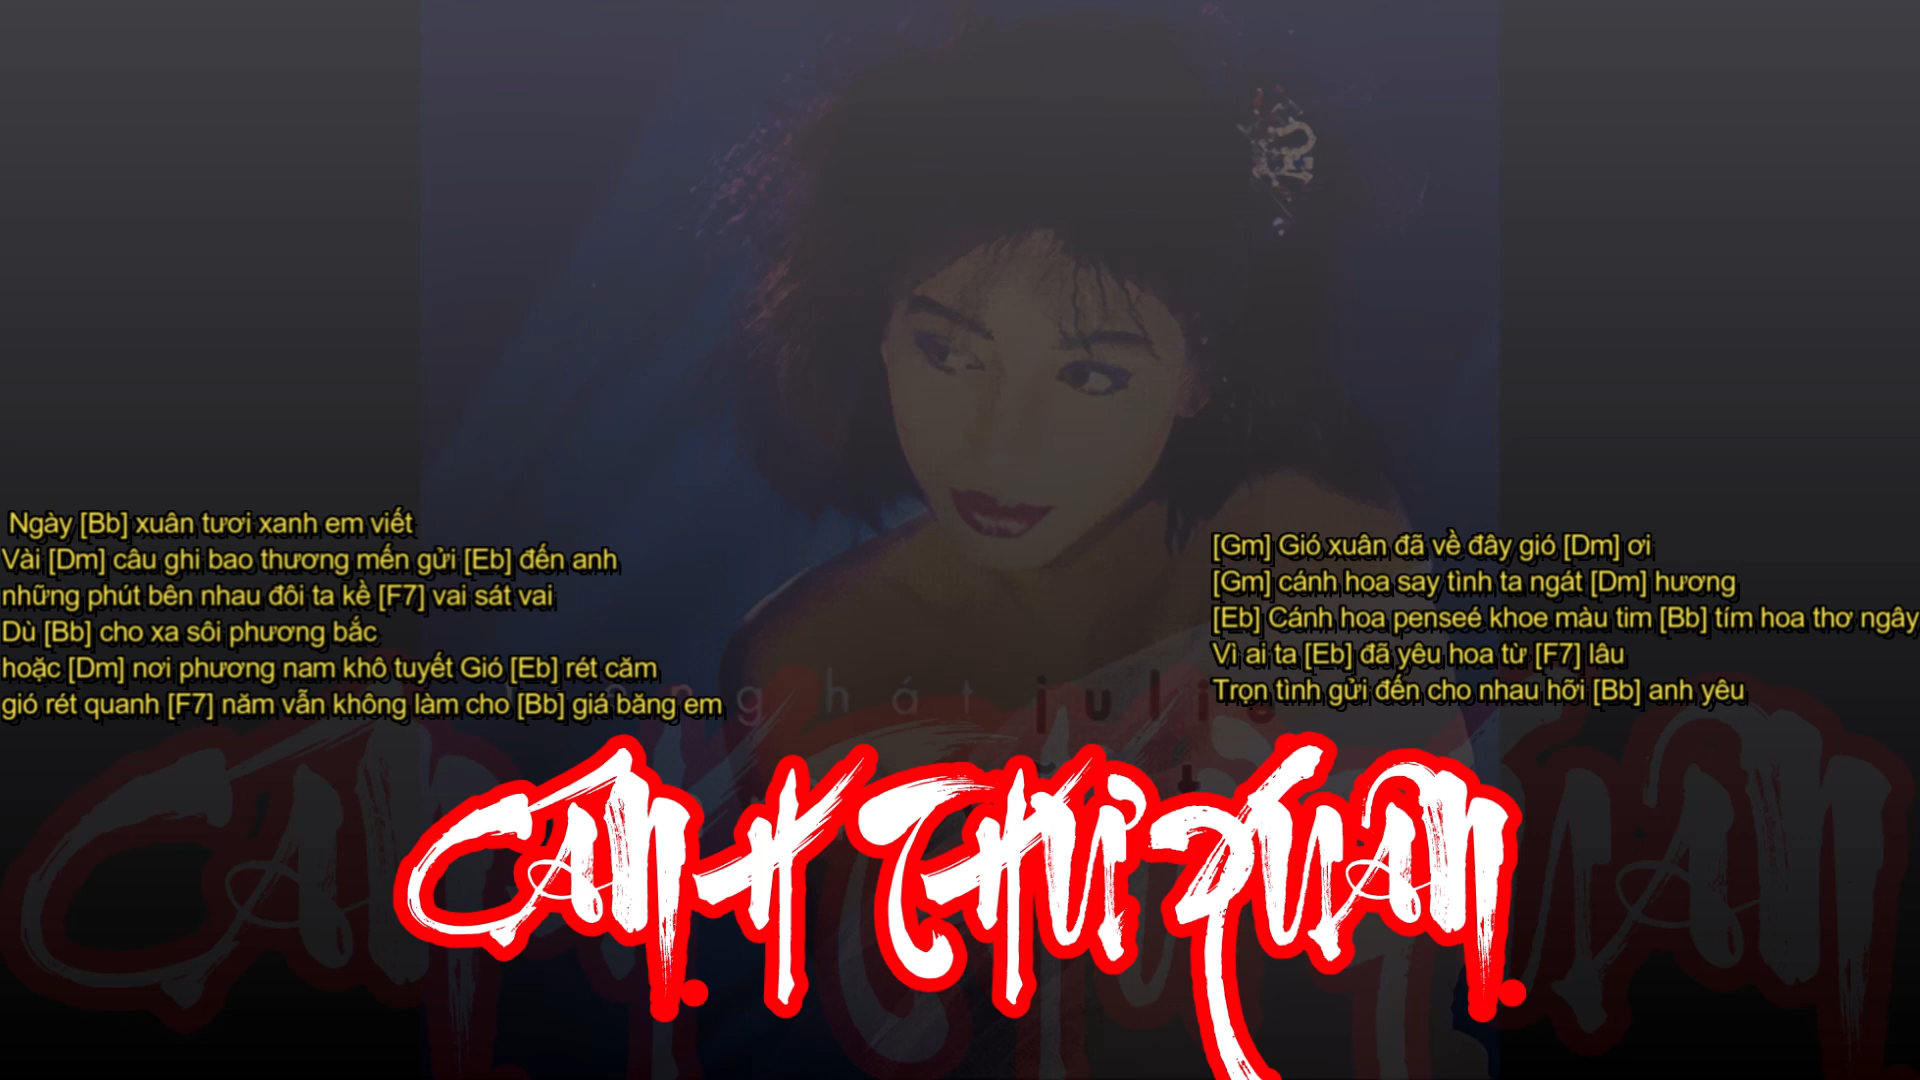 Ngày [Bb] xuân tươi xanh em viết
Vài [Dm] câu ghi bao thương mến gửi [Eb] đến anh
những phút bên nhau đôi ta kề [F7] vai sát vai
Dù [Bb] cho xa sôi phương bắc
hoặc [Dm] nơi phương nam khô tuyết Gió [Eb] rét căm
gió rét quanh [F7] năm vẫn không làm cho [Bb] giá băng em
[Gm] Gió xuân đã về đây gió [Dm] ơi
[Gm] cánh hoa say tình ta ngát [Dm] hương
[Eb] Cánh hoa penseé khoe màu tim [Bb] tím hoa thơ ngây
Vì ai ta [Eb] đã yêu hoa từ [F7] lâu
Trọn tình gửi đến cho nhau hỡi [Bb] anh yêu
hát julie
CÁNH THƯ XUÂN